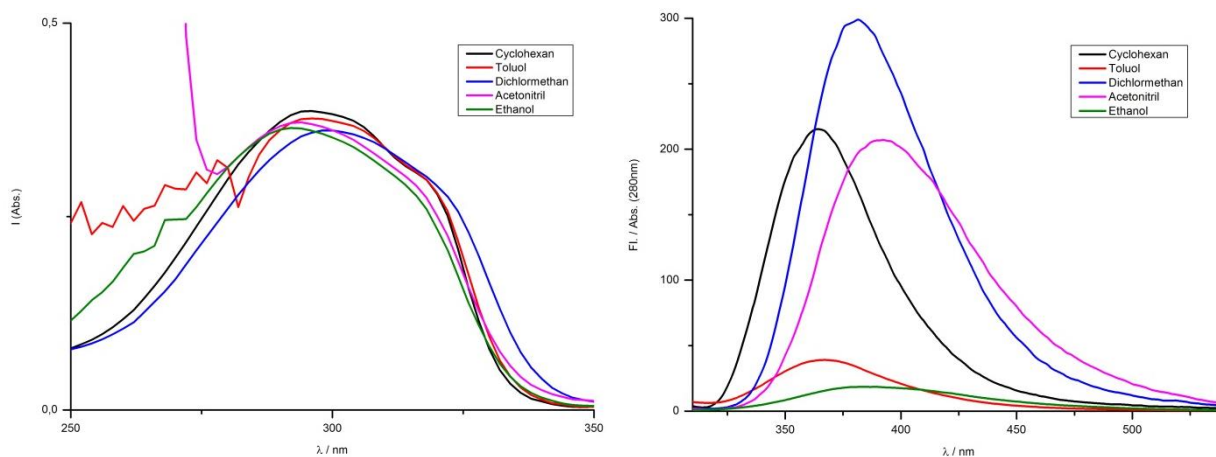 0,5
I (Abs.)
0,0
250
300
350
λ / nm
Cyclohexan
Toluol
Dichlormethan
Acetonitril
Ethanol
Fl. / Abs. (280nm)
200
100
0
350
400
450
500
λ / nm
Cyclohexan
Toluol
Dichlormethan
Acetonitril
Ethanol